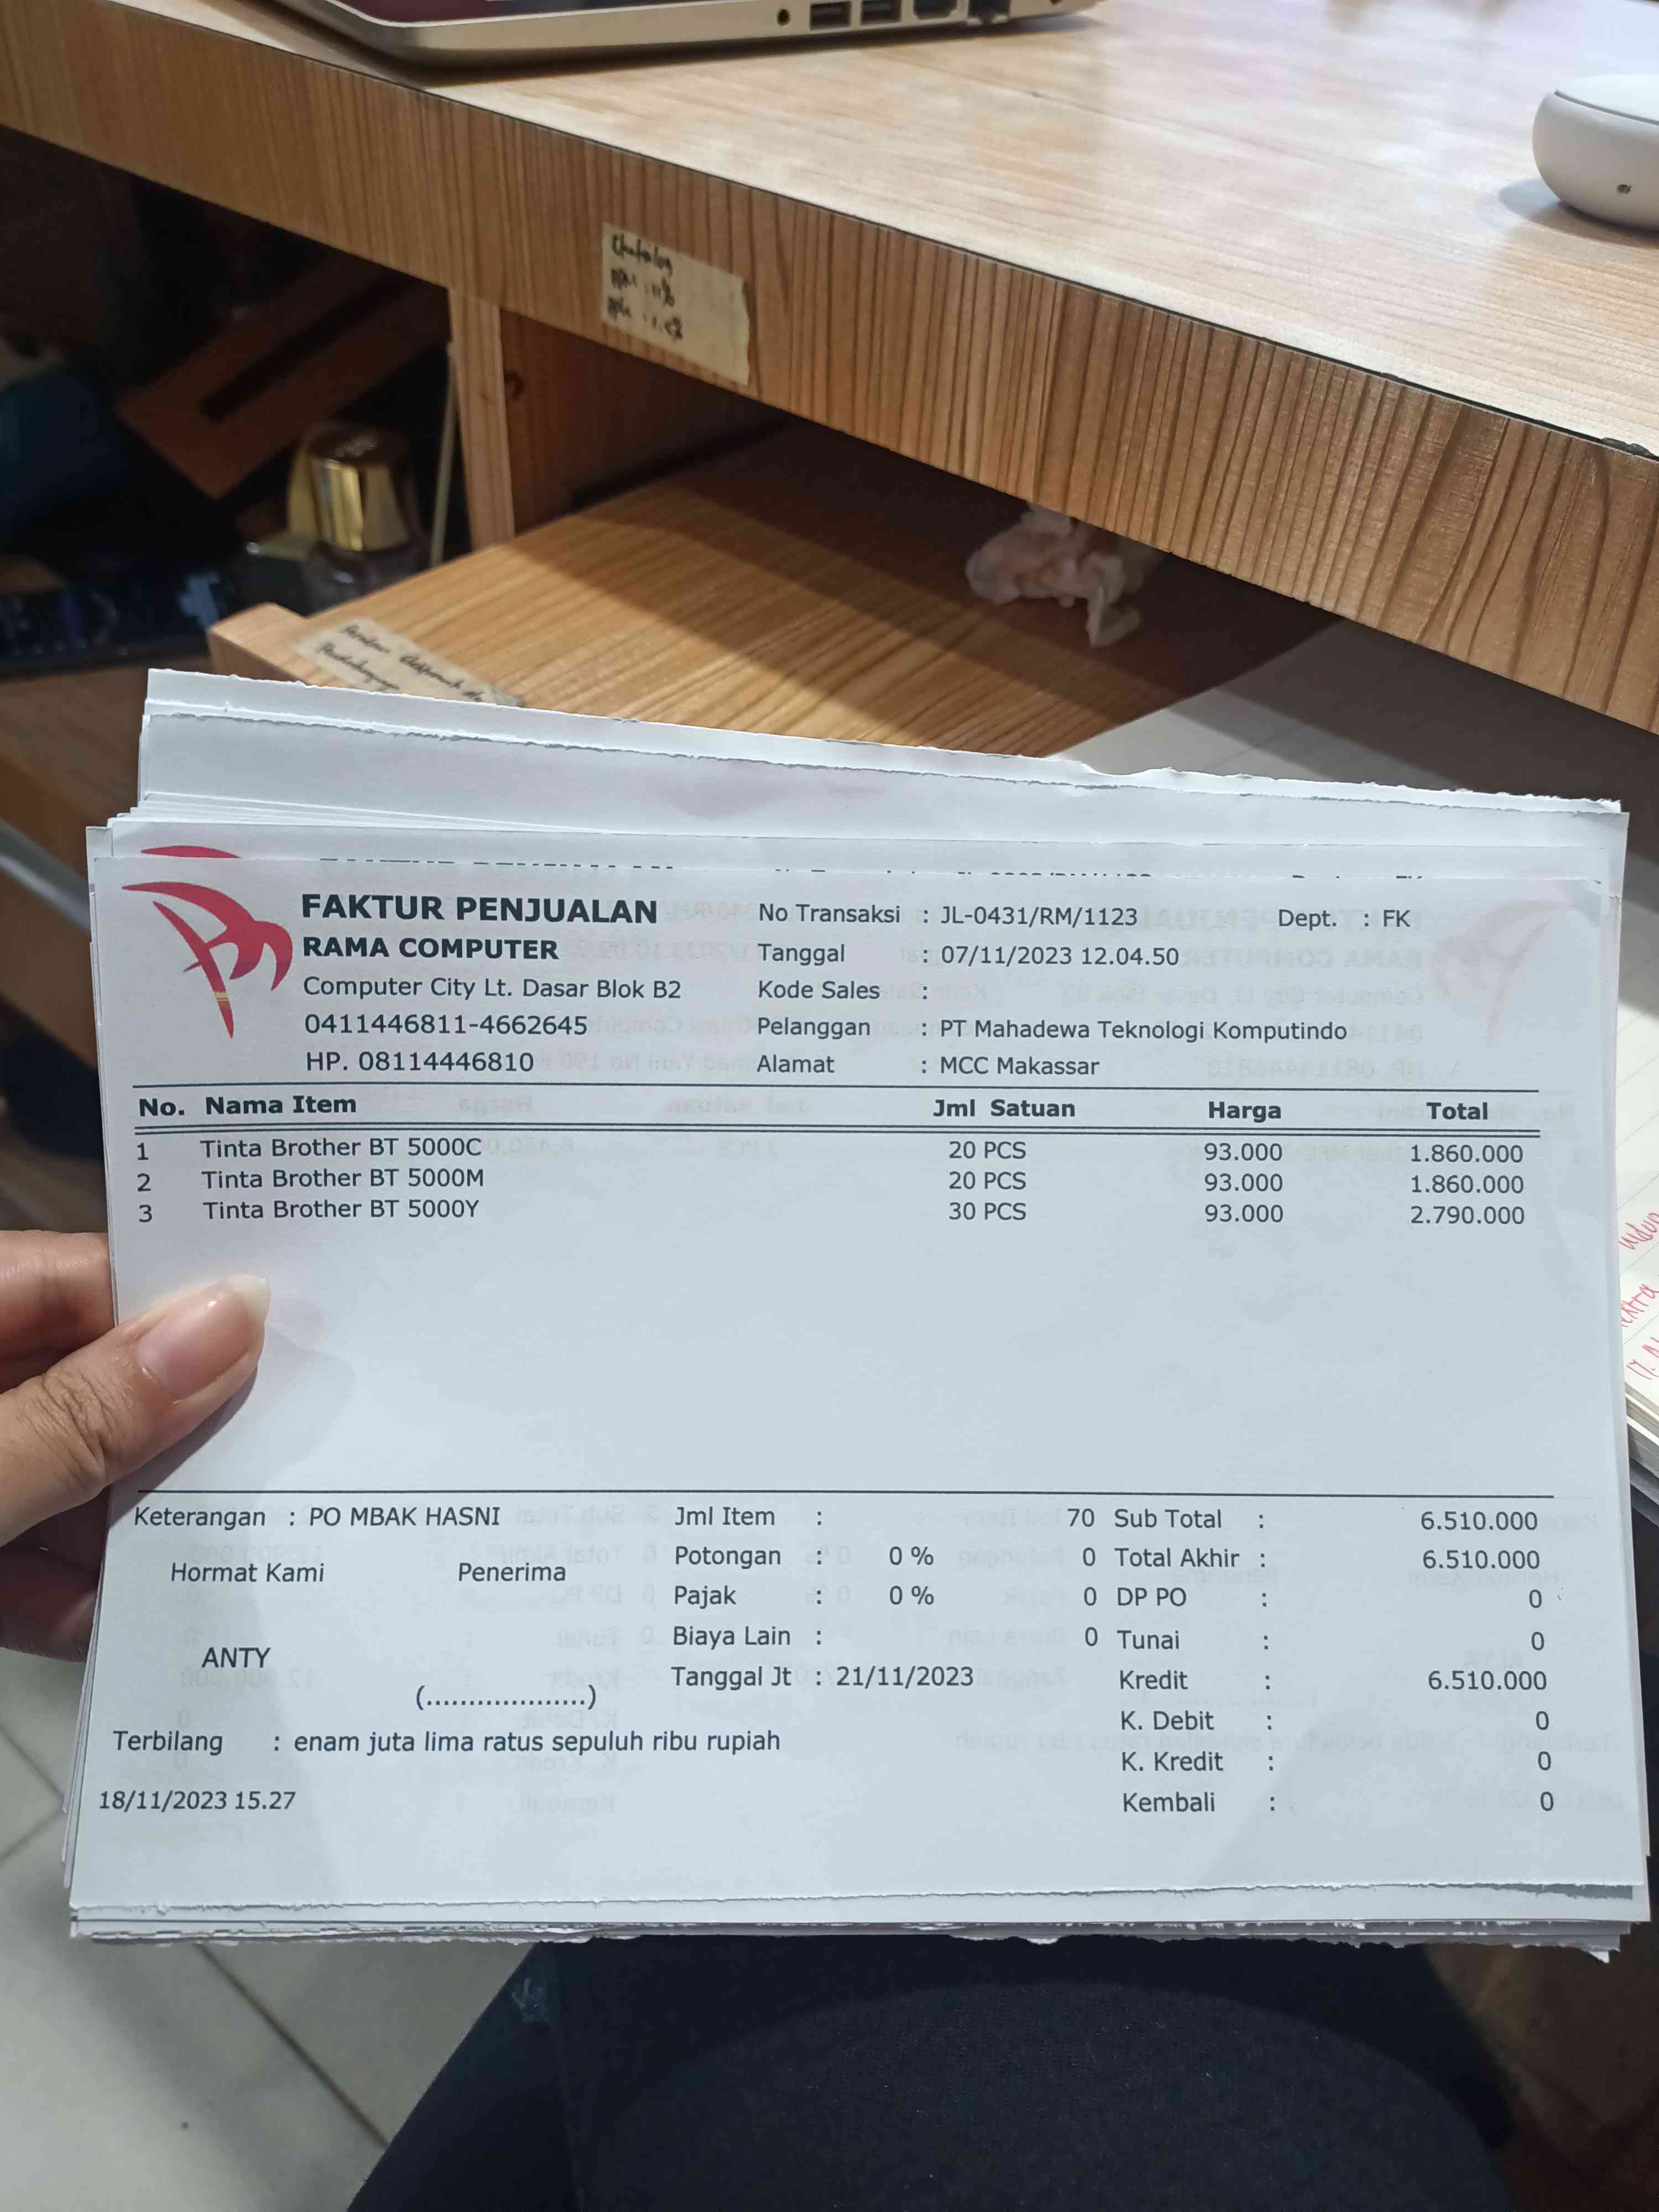 FAKTUR PENJUALAN
RAMA COMPUTER
Computer City Lt. Dasar Blok B2
0411446811-4662645
HP. 08114446810
No Transaksi : JL-0431/RM/1123 Dept. : FK
Tanggal : 07/11/2023 12.04.50
Kode Sales :
Pelanggan : PT Mahadewa Teknologi Komputindo
Alamat : MCC Makassar
No. Nama Item Jml Satuan Harga Total
1 Tinta Brother BT 5000C 20 PCS 93.000 1.860.000
2 Tinta Brother BT 5000M 20 PCS 93.000 1.860.000
3 Tinta Brother BT 5000Y 30 PCS 93.000 2.790.000
Keterangan : PO MBAK HASNI
Hormat Kami Penerima
ANTY
(...................)
Terbilang : enam juta lima ratus sepuluh ribu rupiah
18/11/2023 15.27
Jml Item : 70
Potongan : 0 % 0
Pajak : 0 % 0
Biaya Lain : 0
Tanggal Jt : 21/11/2023
Sub Total : 6.510.000
Total Akhir : 6.510.000
DP PO : 0
Tunai : 0
Kredit : 6.510.000
K. Debit : 0
K. Kredit : 0
Kembali : 0